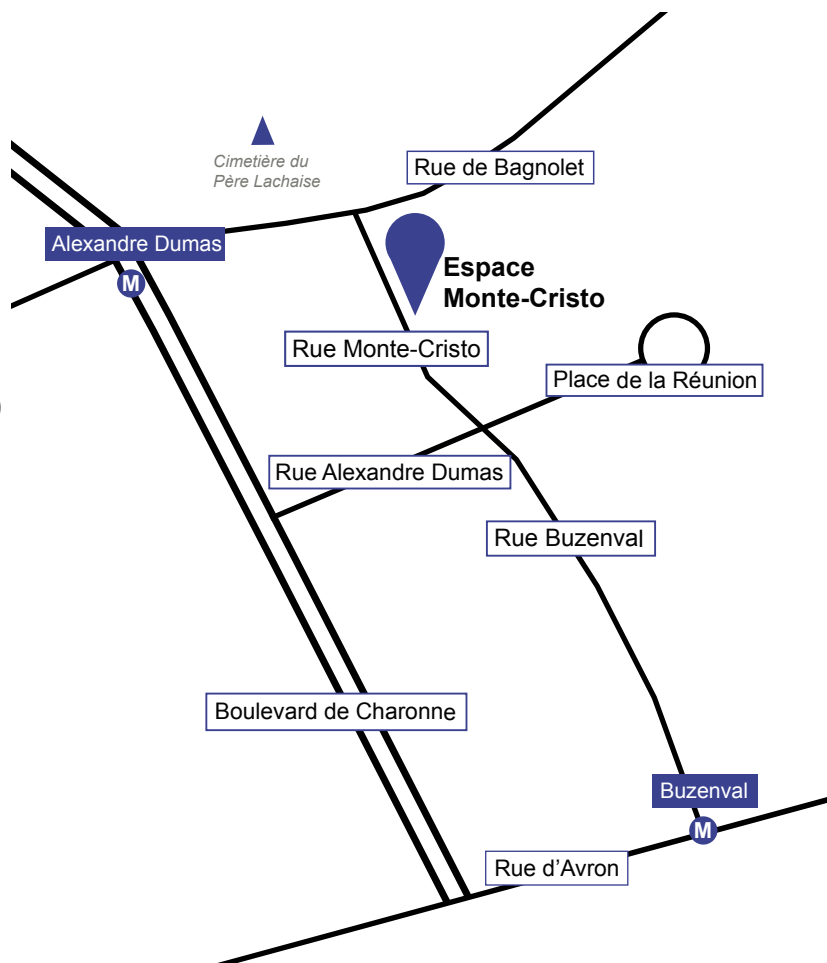 Cimetière du
Père Lachaise
Rue de Bagnolet
Alexandre Dumas
M
Espace
Monte-Cristo
Rue Monte-Cristo
Place de la Réunion
Rue Alexandre Dumas
Rue Buzenval
Boulevard de Charonne
Buzenval
M
Rue d'Avron